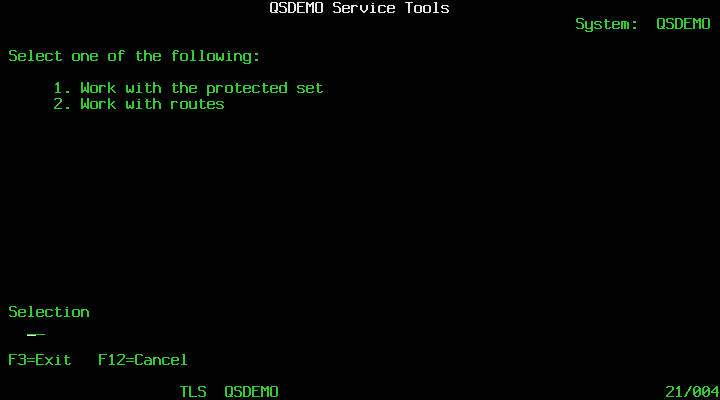 QSDEMO Service Tools
System:  QSDEMO
Select one of the following:
1. Work with the protected set
2. Work with routes
Selection
F3=Exit   F12=Cancel
TLS  QSDEMO   21/004